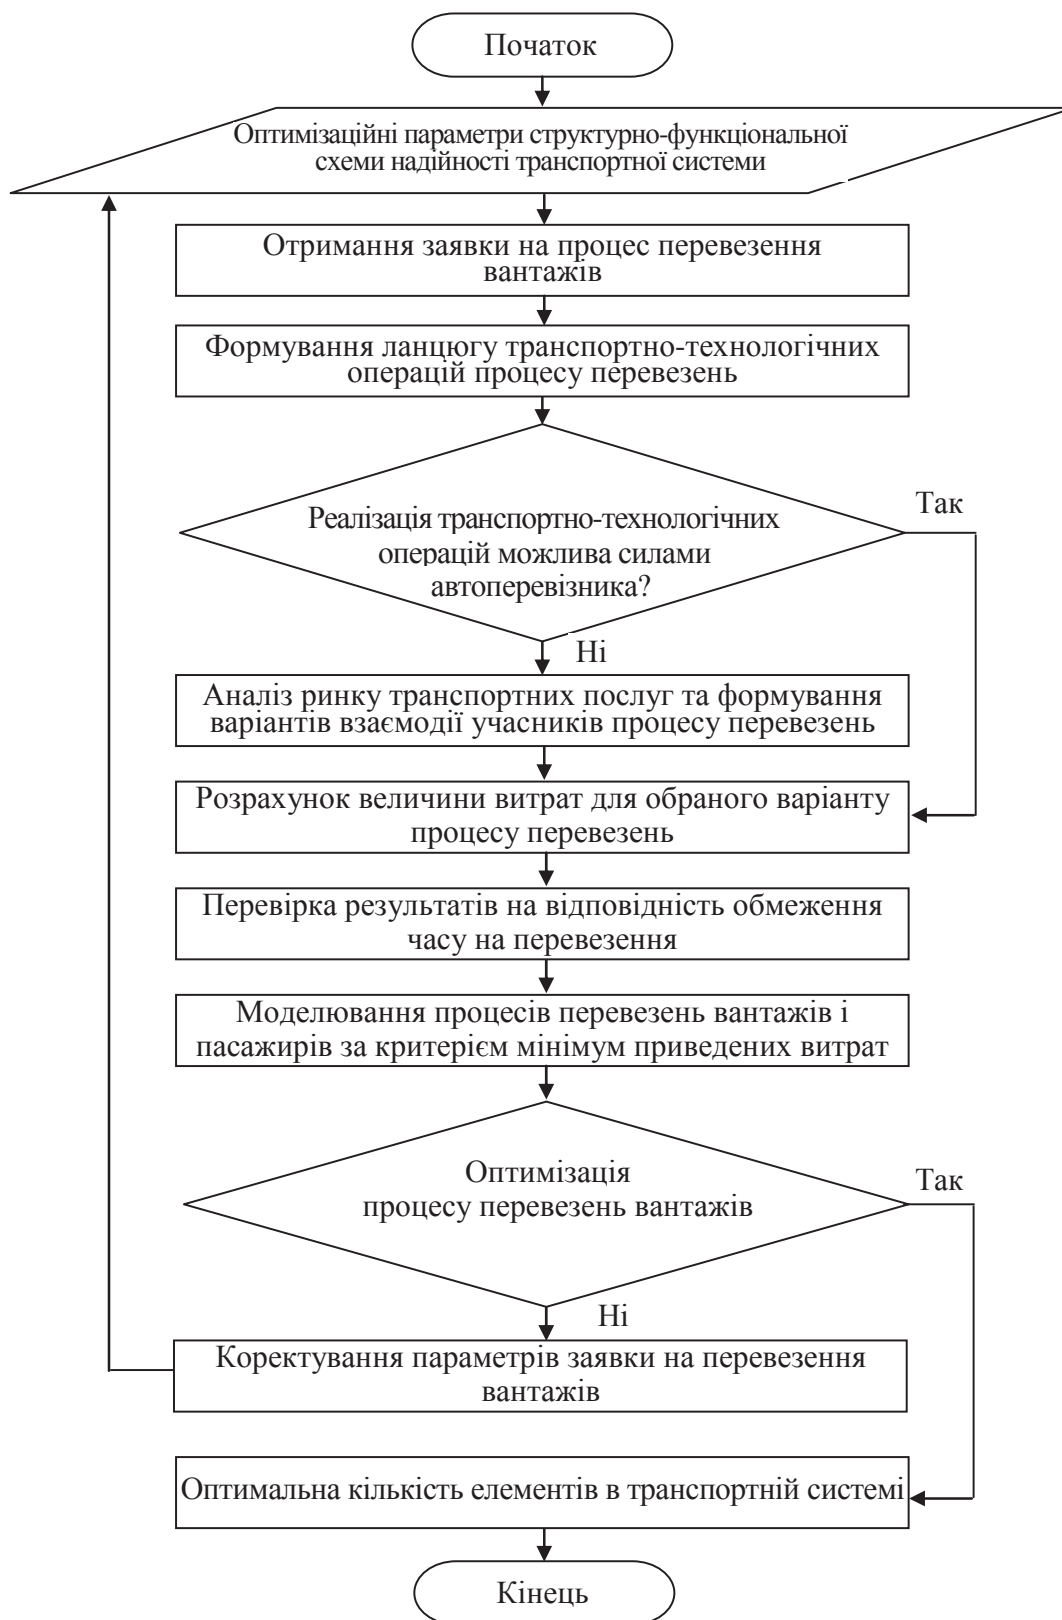 Початок
Оптимізаційні параметри структурно-функціональної
схеми надійності транспортної системи
Отримання заявки на процес перевезення
вантажів
Формування ланцюгу транспортно-технологічних
операцій процесу перевезень
Так
Реалізація транспортно-технологічних
операцій можлива силами
автоперевізника?
Ні
Аналіз ринку транспортних послуг та формування
варіантів взаємодії учасників процесу перевезень
Розрахунок величини витрат для обраного варіанту
процесу перевезень
Перевірка результатів на відповідність обмеження
часу на перевезення
Моделювання процесів перевезень вантажів і
пасажирів за критерієм мінімум приведених витрат
Оптимізація
Так
процесу перевезень вантажів
Ні
Коректування параметрів заявки на перевезення
вантажів
Оптимальна кількість елементів в транспортній системі
Кінець